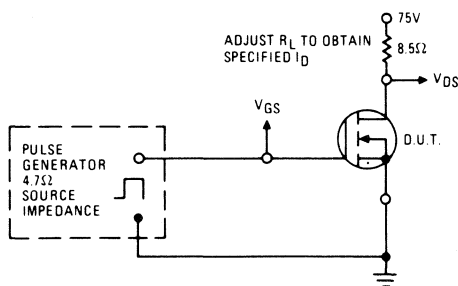 75V
ADJUST RL TO OBTAIN
SPECIFIED ID
8.5Ω
VDS
VGS
D.U.T.
PULSE
GENERATOR
4.7Ω
SOURCE
IMPEDANCE